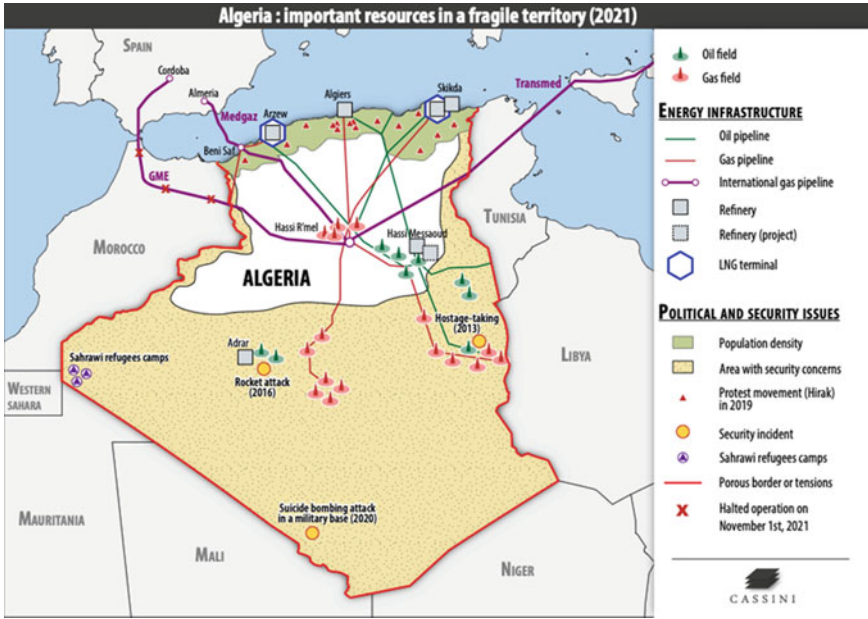 Algeria : important resources in a fragile territory (2021)
SPAIN
Cordoba
Almeria
Medgaz
Arzew
Algiers
Skikda
Transmed
Beni Saf
GME
Hassi R'mel
Hassi Messaoud
TUNISIA
MOROCCO
ALGERIA
Hostage-taking
(2013)
Adrar
Rocket attack
(2016)
Sahrawi refugees camps
LIBYA
WESTERN
SAHARA
Suicide bombing attack
in a military base (2020)
MAURITANIA
MALI
NIGER
Oil field
Gas field
ENERGY INFRASTRUCTURE
Oil pipeline
Gas pipeline
International gas pipeline
Refinery
Refinery (project)
LNG terminal
POLITICAL AND SECURITY ISSUES
Population density
Area with security concerns
Protest movement (Hirak)
in 2019
Security incident
Sahrawi refugees camps
Porous border or tensions
Halted operation on
November 1st, 2021
CASSINI